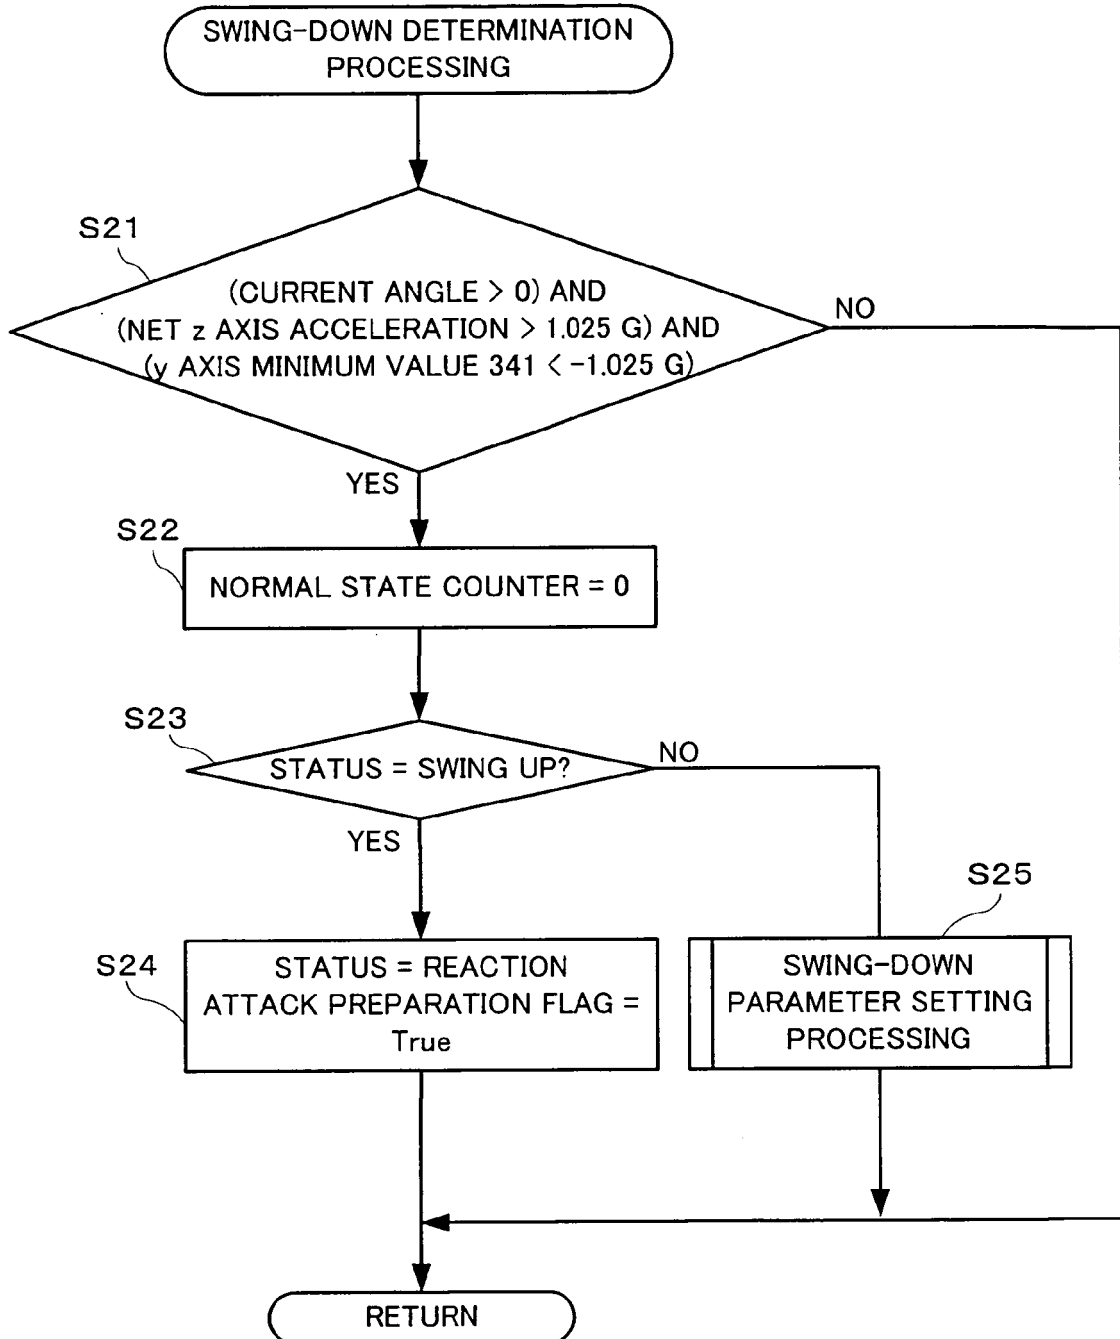 SWING-DOWN DETERMINATION
PROCESSING
S21
(CURRENT ANGLE > 0) AND
(NET z AXIS ACCELERATION > 1.025 G) AND
(y AXIS MINIMUM VALUE 341 < -1.025 G)
NO
YES
S22
NORMAL STATE COUNTER = 0
S23
STATUS = SWING UP?
NO
YES
S24
STATUS = REACTION
ATTACK PREPARATION FLAG =
True
S25
SWING-DOWN
PARAMETER SETTING
PROCESSING
RETURN